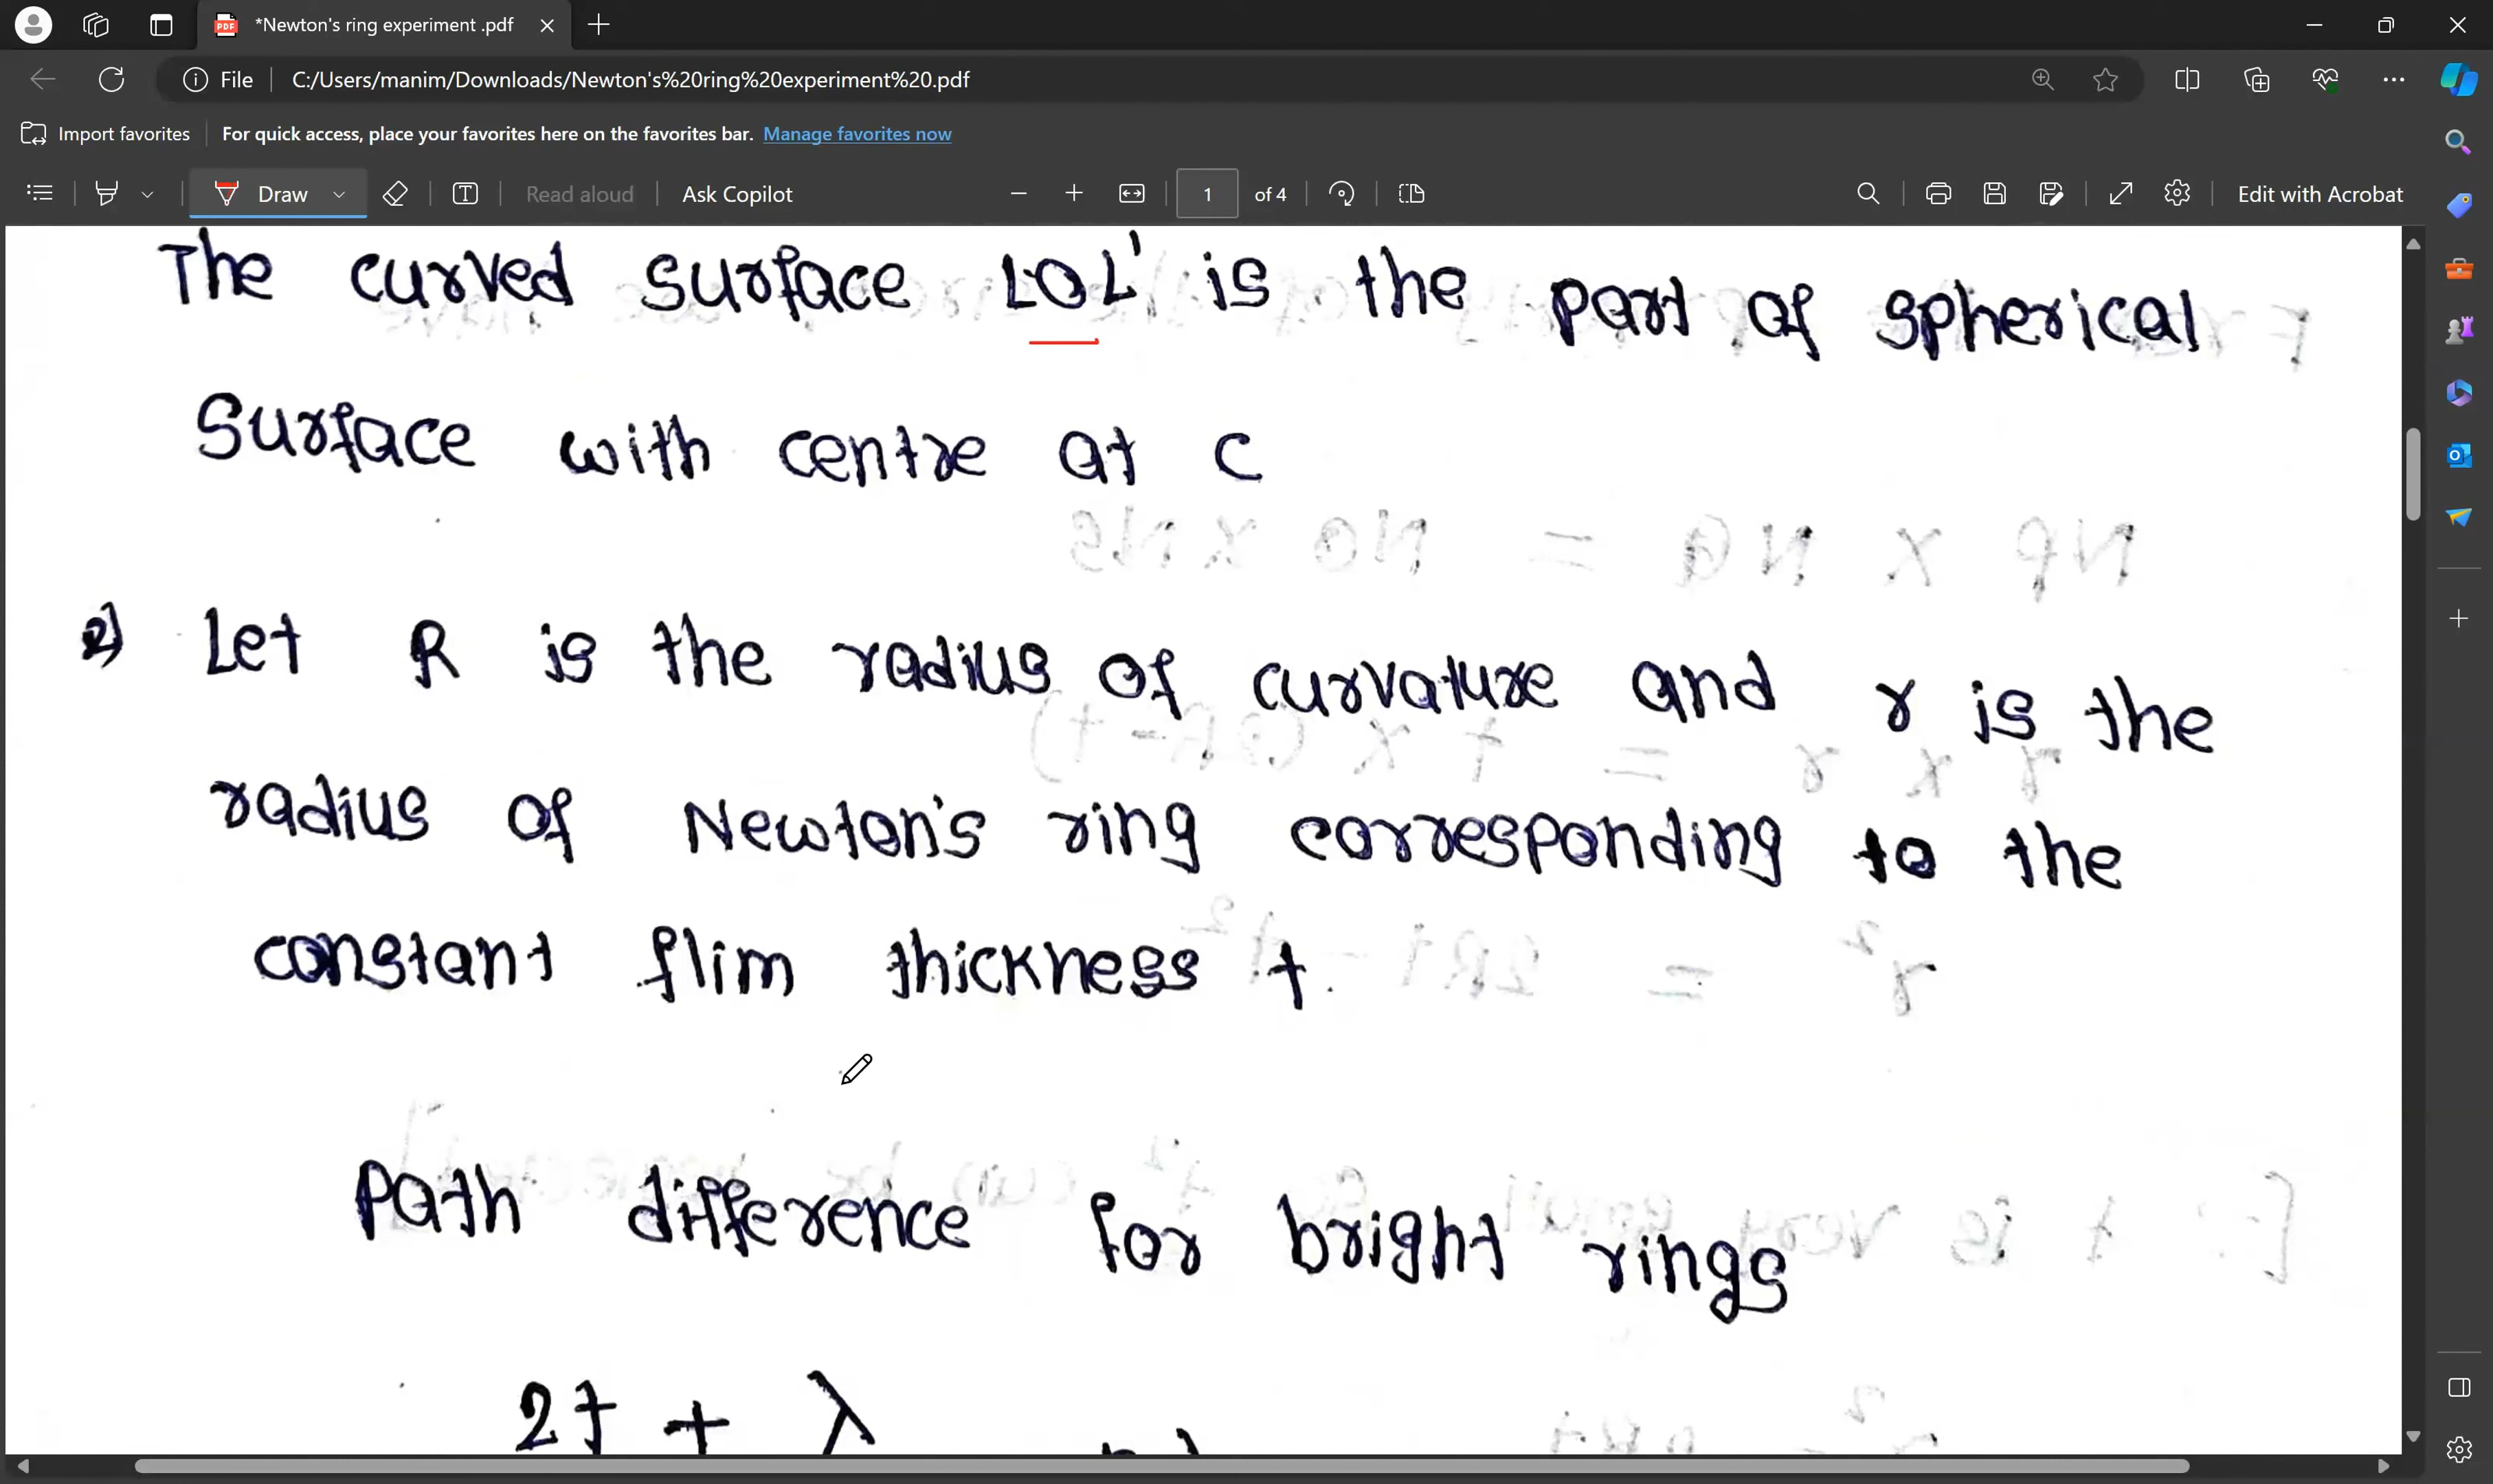 *Newton's ring experiment .pdf
File C:/Users/manim/Downloads/Newton's%20ring%20experiment%20.pdf
Import favorites For quick access, place your favorites here on the favorites bar. Manage favorites now
Draw Read aloud Ask Copilot 1 of 4 Edit with Acrobat
The curved surface LOL' is the part of spherical
Surface with centre at C
2) Let R is the radius of curvature and r is the
radius of Newton's ring corresponding to the
constant flim thickness t.
Path difference for bright rings
2t + λ